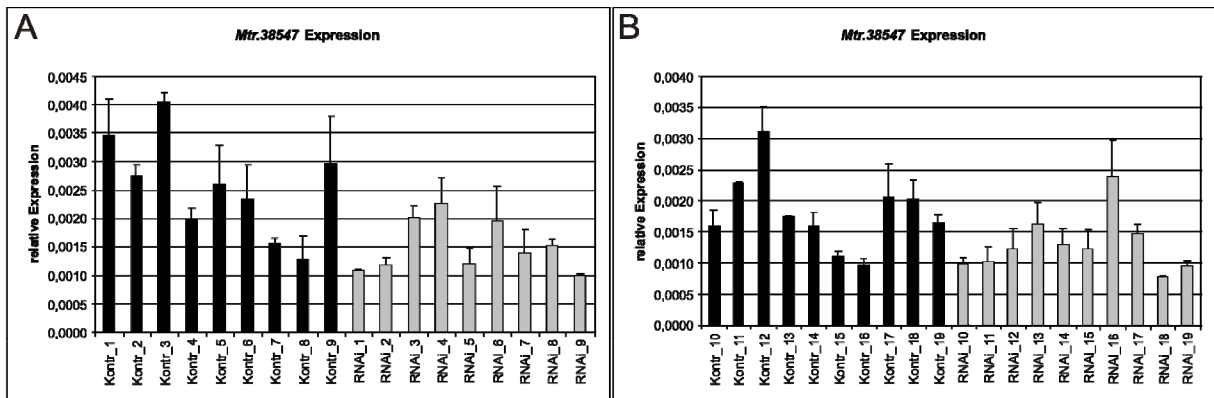 A
Mtr.38547 Expression
relative Expression
0,0045
0,0040
0,0035
0,0030
0,0025
0,0020
0,0015
0,0010
0,0005
0,0000
Kontr_1
Kontr_2
Kontr_3
Kontr_4
Kontr_5
Kontr_6
Kontr_7
Kontr_8
Kontr_9
RNAi_1
RNAi_2
RNAi_3
RNAi_4
RNAi_5
RNAi_6
RNAi_7
RNAi_8
RNAi_9
B
Mtr.38547 Expression
relative Expression
0,0040
0,0035
0,0030
0,0025
0,0020
0,0015
0,0010
0,0005
0,0000
Kontr_10
Kontr_11
Kontr_12
Kontr_13
Kontr_14
Kontr_15
Kontr_16
Kontr_17
Kontr_18
Kontr_19
RNAi_10
RNAi_11
RNAi_12
RNAi_13
RNAi_14
RNAi_15
RNAi_16
RNAi_17
RNAi_18
RNAi_19